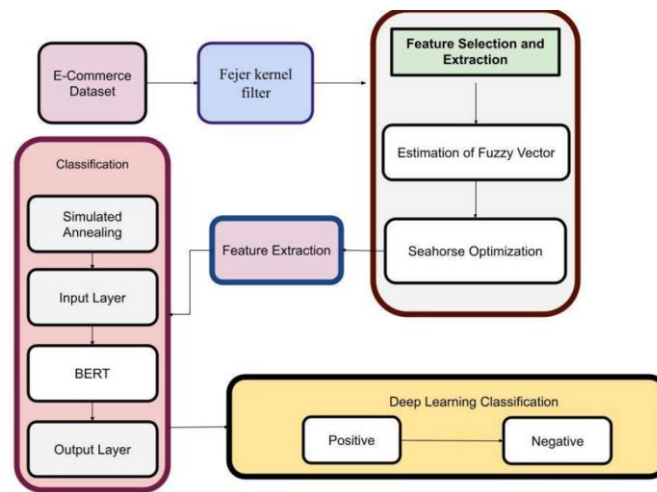 E-Commerce
Dataset
Fejer kernel
filter
Feature Selection and
Extraction
Estimation of Fuzzy Vector
Seahorse Optimization
Feature Extraction
Classification
Simulated
Annealing
Input Layer
BERT
Output Layer
Deep Learning Classification
Positive
Negative